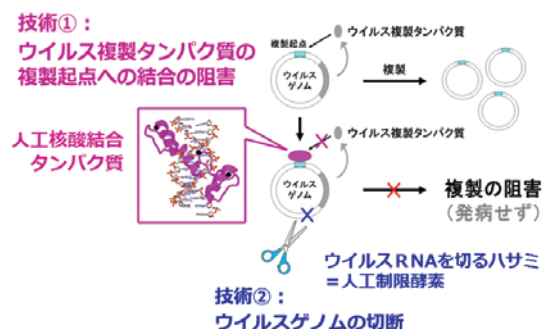 技術①：
ウイルス複製タンパク質の
複製起点への結合の阻害
複製起点
ウイルス複製タンパク質
ウイルス
ゲノム
複製
人工核酸結合
タンパク質
ウイルス複製タンパク質
ウイルス
ゲノム
複製の阻害
(発病せず)
ウイルスRNAを切るハサミ
＝人工制限酵素
技術②：
ウイルスゲノムの切断